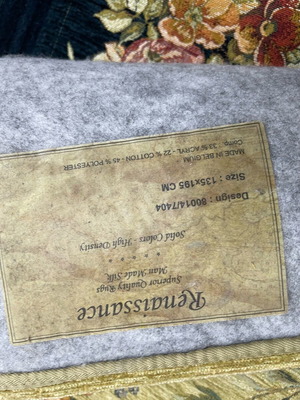 Renaissance
Superior Quality Rugs
Man Made Silk
Solid Colors - High Density
Design : 80014/7404
Size : 135x195 CM
MADE IN BELGIUM
Comp. 33 % ACRYL - 22 % COTTON - 45 % POLYESTER